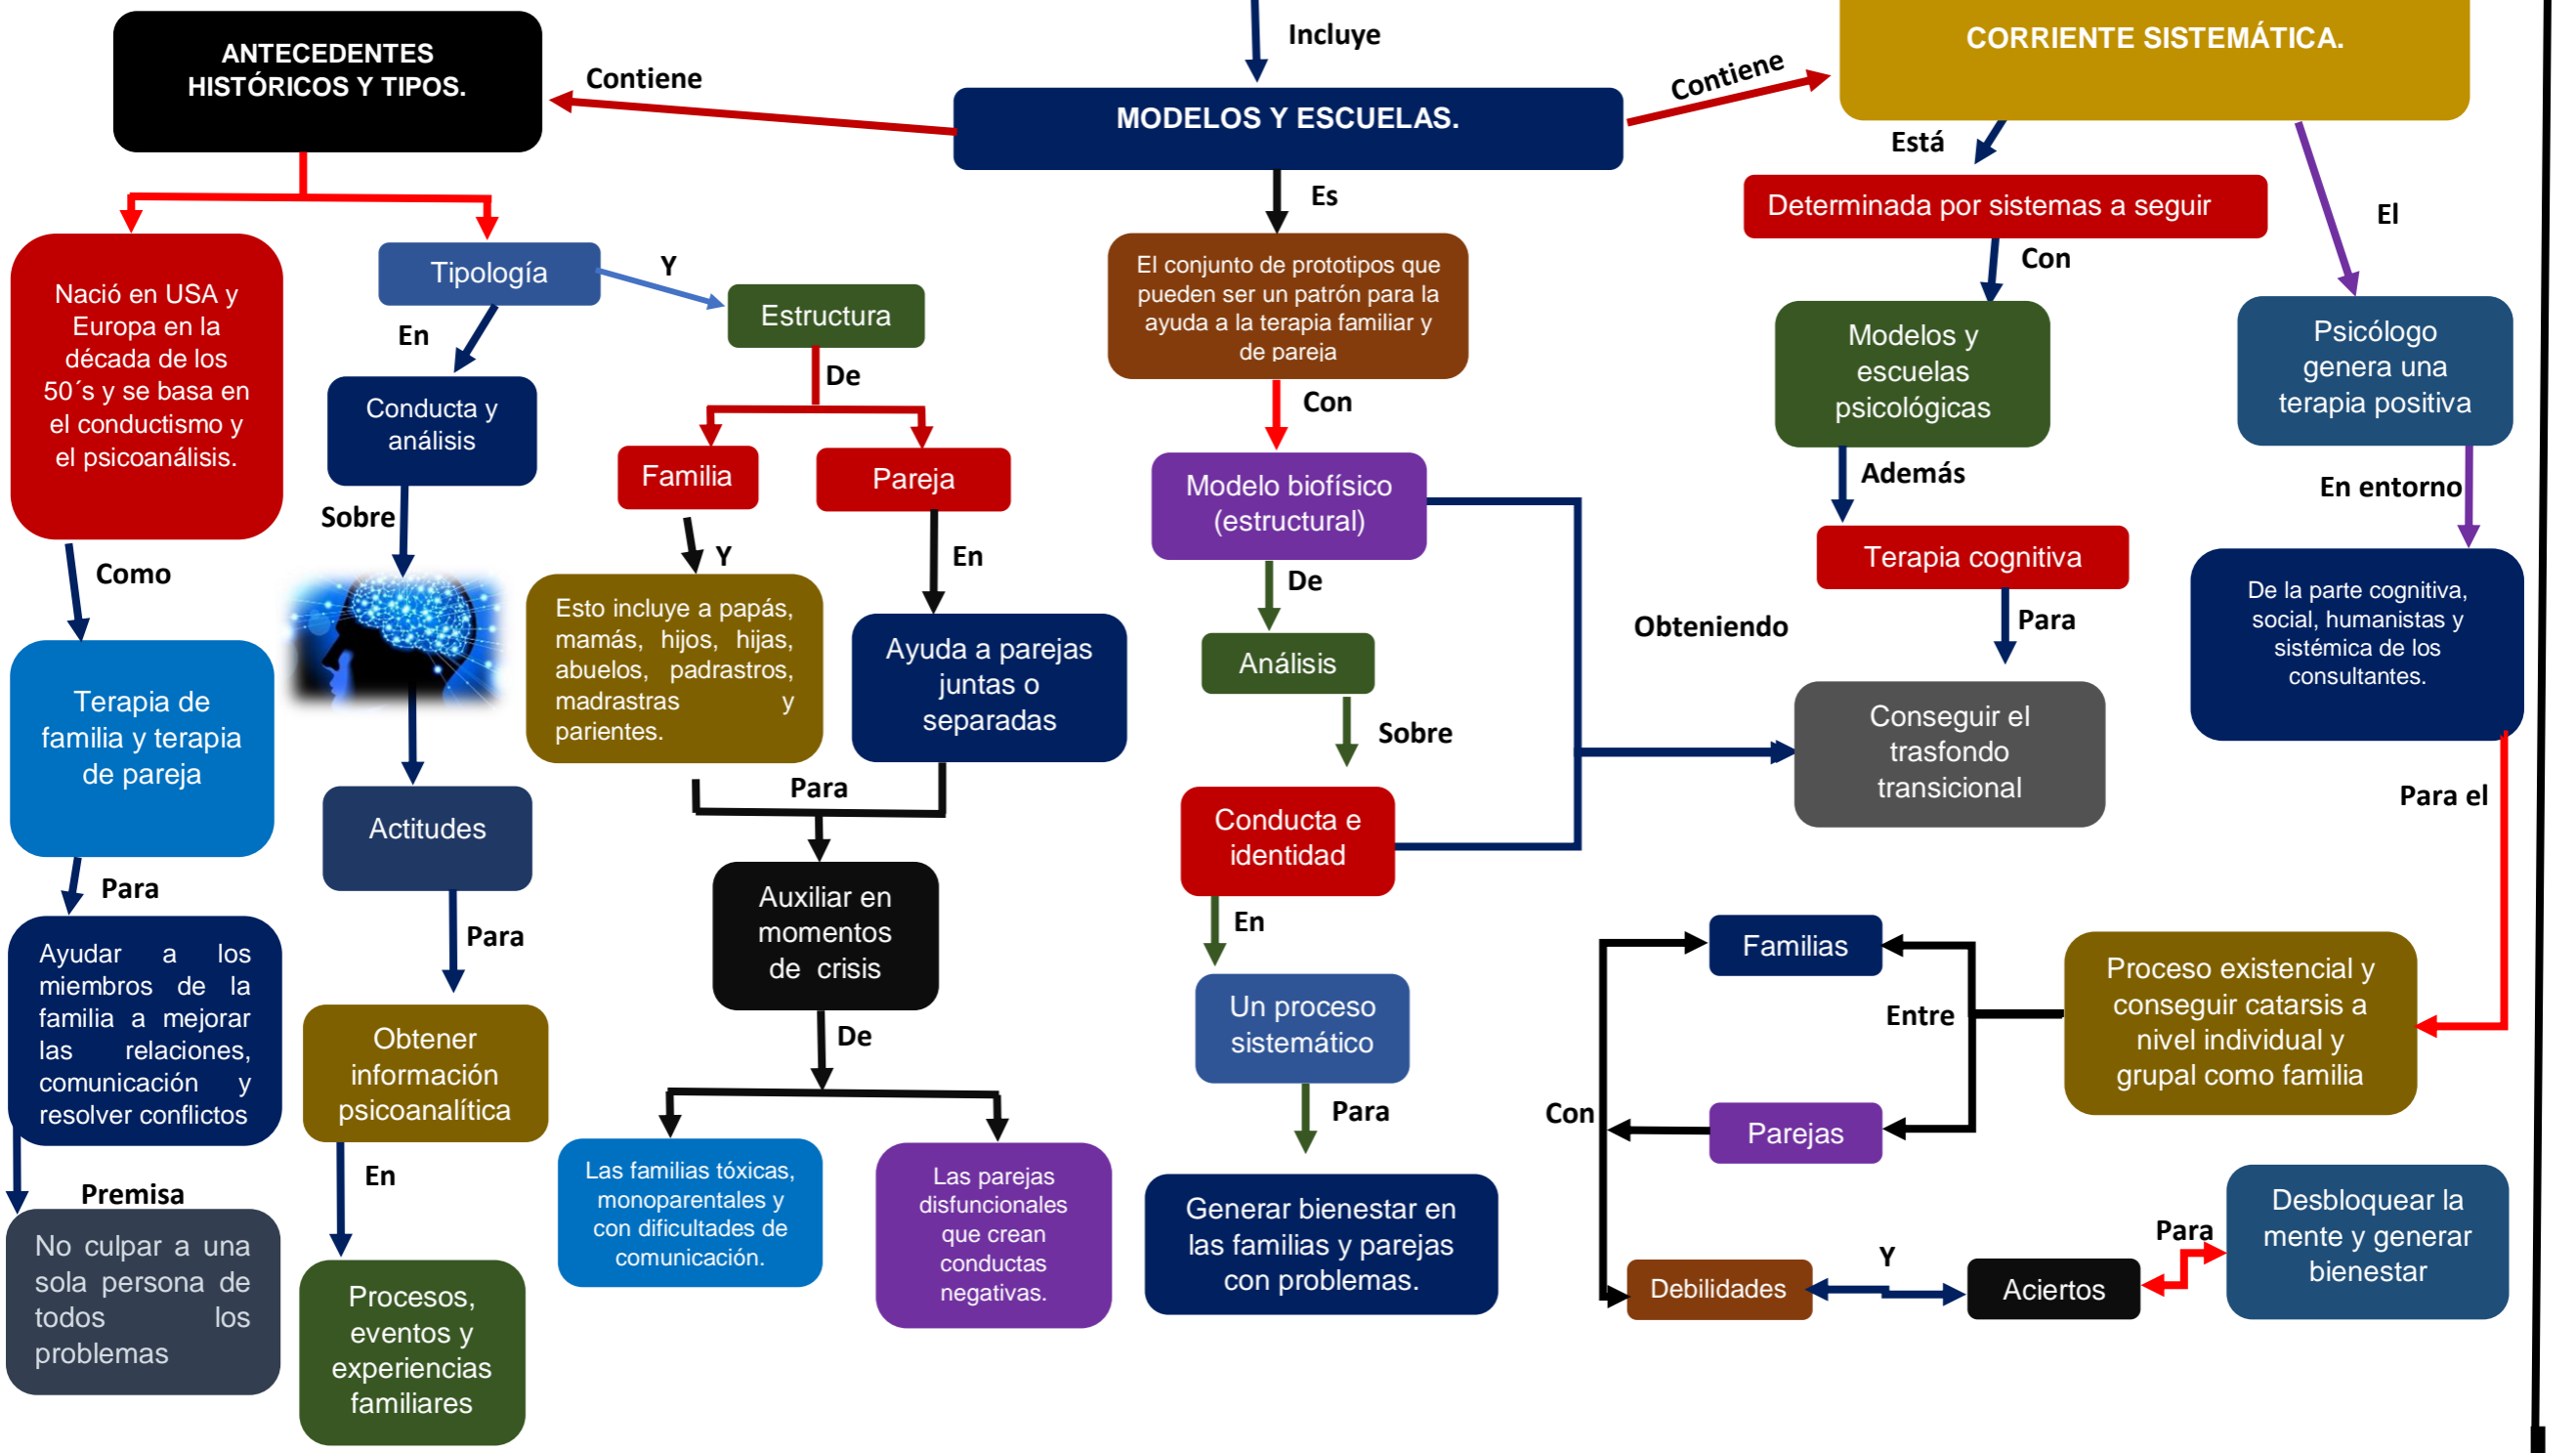 Incluye
ANTECEDENTES
HISTÓRICOS Y TIPOS.
Contiene
MODELOS Y ESCUELAS.
Contiene
CORRIENTE SISTEMÁTICA.
Nació en USA y
Europa en la
década de los
50´s y se basa en
el conductismo y
el psicoanálisis.
Como
Terapia de
familia y terapia
de pareja
Para
Ayudar a los
miembros de la
familia a mejorar
las relaciones,
comunicación y
resolver conflictos
Premisa
No culpar a una
sola persona de
todos los
problemas
Tipología
En
Conducta y
análisis
Sobre
Actitudes
Para
Obtener
información
psicoanalítica
En
Procesos,
eventos y
experiencias
familiares
Y
Estructura
De
Familia
Pareja
Y
En
Esto incluye a papás,
mamás, hijos, hijas,
abuelos, padrastros,
madrastras y
parientes.
Ayuda a parejas
juntas o
separadas
Para
Auxiliar en
momentos
de crisis
De
Las familias tóxicas,
monoparentales y
con dificultades de
comunicación.
Las parejas
disfuncionales
que crean
conductas
negativas.
Es
El conjunto de prototipos que
pueden ser un patrón para la
ayuda a la terapia familiar y
de pareja
Con
Modelo biofísico
(estructural)
De
Análisis
Sobre
Conducta e
identidad
En
Un proceso
sistemático
Para
Generar bienestar en
las familias y parejas
con problemas.
Obteniendo
Está
Determinada por sistemas a seguir
Con
Modelos y
escuelas
psicológicas
Además
Terapia cognitiva
Para
Conseguir el
trasfondo
transicional
El
Psicólogo
genera una
terapia positiva
En entorno
De la parte cognitiva,
social, humanistas y
sistémica de los
consultantes.
Para el
Proceso existencial y
conseguir catarsis a
nivel individual y
grupal como familia
Entre
Familias
Parejas
Con
Debilidades
Y
Aciertos
Para
Desbloquear la
mente y generar
bienestar